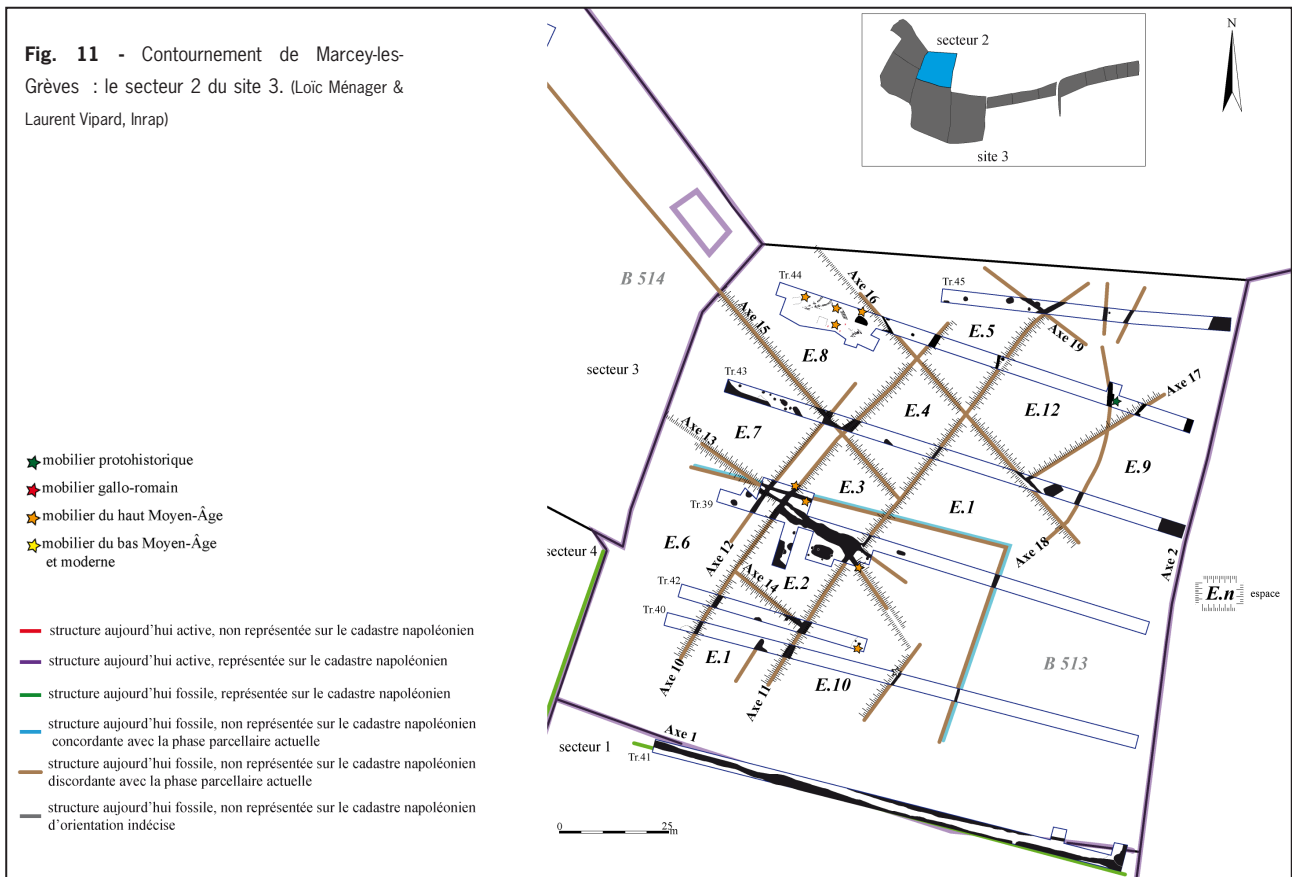 Fig. 11 - Contournement de Marcey-les-
Grèves : le secteur 2 du site 3. (Loïc Ménager &
Laurent Vipard, Inrap)
secteur 2
site 3
N
B 514
Tr.44
Axe 16
Tr.45
Axe 15
E.5
Axe 19
E.8
secteur 3
Tr.43
Axe 17
E.4
E.12
E.7
Axe 13
E.9
E.3
E.1
Tr.39
secteur 4
E.6
Axe 12
Axe 18
Axe 2
E.2
Axe 14
Tr.42
Tr.40
E.n espace
B 513
E.1
Axe 10
Axe 11
E.10
Axe 1
secteur 1
Tr.41
0 25
m
mobilier protohistorique
mobilier gallo-romain
mobilier du haut Moyen-Âge
mobilier du bas Moyen-Âge
et moderne
structure aujourd'hui active, non représentée sur le cadastre napoléonien
structure aujourd'hui active, représentée sur le cadastre napoléonien
structure aujourd'hui fossile, représentée sur le cadastre napoléonien
structure aujourd'hui fossile, non représentée sur le cadastre napoléonien
concordante avec la phase parcellaire actuelle
structure aujourd'hui fossile, non représentée sur le cadastre napoléonien
discordante avec la phase parcellaire actuelle
structure aujourd'hui fossile, non représentée sur le cadastre napoléonien
d'orientation indécise